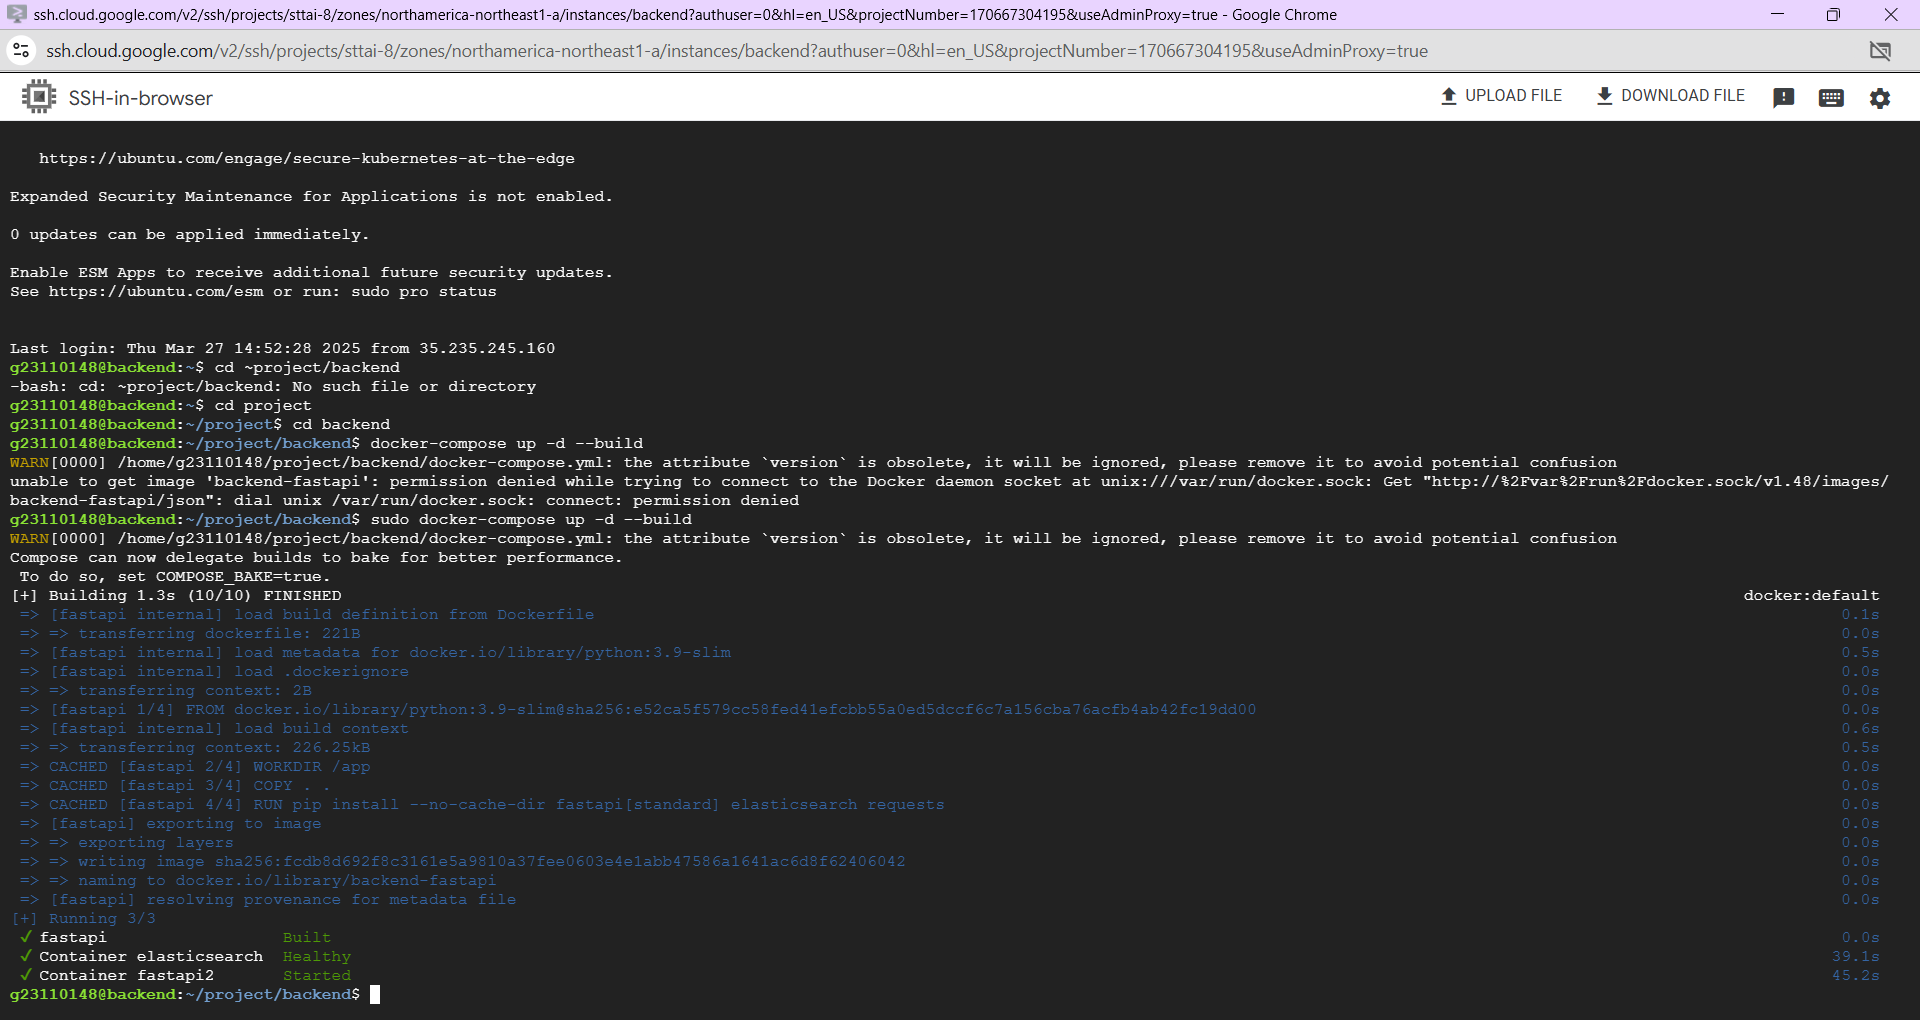 ssh.cloud.google.com/v2/ssh/projects/sttai-8/zones/northamerica-northeast1-a/instances/backend?authuser=0&hl=en_US&projectNumber=170667304195&useAdminProxy=true - Google Chrome
ssh.cloud.google.com/v2/ssh/projects/sttai-8/zones/northamerica-northeast1-a/instances/backend?authuser=0&hl=en_US&projectNumber=170667304195&useAdminProxy=true
SSH-in-browser
UPLOAD FILE
DOWNLOAD FILE
https://ubuntu.com/engage/secure-kubernetes-at-the-edge
Expanded Security Maintenance for Applications is not enabled.
0 updates can be applied immediately.
Enable ESM Apps to receive additional future security updates.
See https://ubuntu.com/esm or run: sudo pro status
Last login: Thu Mar 27 14:52:28 2025 from 35.235.245.160
g23110148@backend:~$ cd ~project/backend
-bash: cd: ~project/backend: No such file or directory
g23110148@backend:~$ cd project
g23110148@backend:~/project$ cd backend
g23110148@backend:~/project/backend$ docker-compose up -d --build
WARN[0000] /home/g23110148/project/backend/docker-compose.yml: the attribute `version` is obsolete, it will be ignored, please remove it to avoid potential confusion
unable to get image 'backend-fastapi': permission denied while trying to connect to the Docker daemon socket at unix:///var/run/docker.sock: Get "http://%2Fvar%2Frun%2Fdocker.sock/v1.48/images/
backend-fastapi/json": dial unix /var/run/docker.sock: connect: permission denied
g23110148@backend:~/project/backend$ sudo docker-compose up -d --build
WARN[0000] /home/g23110148/project/backend/docker-compose.yml: the attribute `version` is obsolete, it will be ignored, please remove it to avoid potential confusion
Compose can now delegate builds to bake for better performance.
To do so, set COMPOSE_BAKE=true.
[+] Building 1.3s (10/10) FINISHED docker:default
=> [fastapi internal] load build definition from Dockerfile 0.1s
=> => transferring dockerfile: 221B 0.0s
=> [fastapi internal] load metadata for docker.io/library/python:3.9-slim 0.5s
=> [fastapi internal] load .dockerignore 0.0s
=> => transferring context: 2B 0.0s
=> [fastapi 1/4] FROM docker.io/library/python:3.9-slim@sha256:e52ca5f579cc58fed41efcbb55a0ed5dccf6c7a156cba76acfb4ab42fc19dd00 0.0s
=> [fastapi internal] load build context 0.6s
=> => transferring context: 226.25kB 0.5s
=> CACHED [fastapi 2/4] WORKDIR /app 0.0s
=> CACHED [fastapi 3/4] COPY . . 0.0s
=> CACHED [fastapi 4/4] RUN pip install --no-cache-dir fastapi[standard] elasticsearch requests 0.0s
=> [fastapi] exporting to image 0.0s
=> => exporting layers 0.0s
=> => writing image sha256:fcdb8d692f8c3161e5a9810a37fee0603e4e1abb47586a1641ac6d8f62406042 0.0s
=> => naming to docker.io/library/backend-fastapi 0.0s
=> [fastapi] resolving provenance for metadata file 0.0s
[+] Running 3/3
✓ fastapi Built 0.0s
✓ Container elasticsearch Healthy 39.1s
✓ Container fastapi2 Started 45.2s
g23110148@backend:~/project/backend$